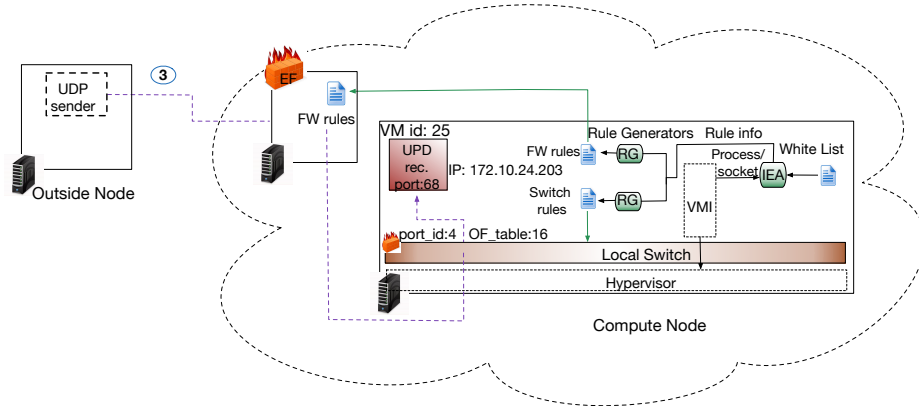 3
UDP
sender
Outside Node
EF
FW rules
VM id: 25
UPD
rec.
port:68
IP: 172.10.24.203
FW rules
Rule Generators
Rule info
RG
Switch
rules
RG
Process/
socket
White List
IEA
VMI
port_id:4
OF_table:16
Local Switch
Hypervisor
Compute Node